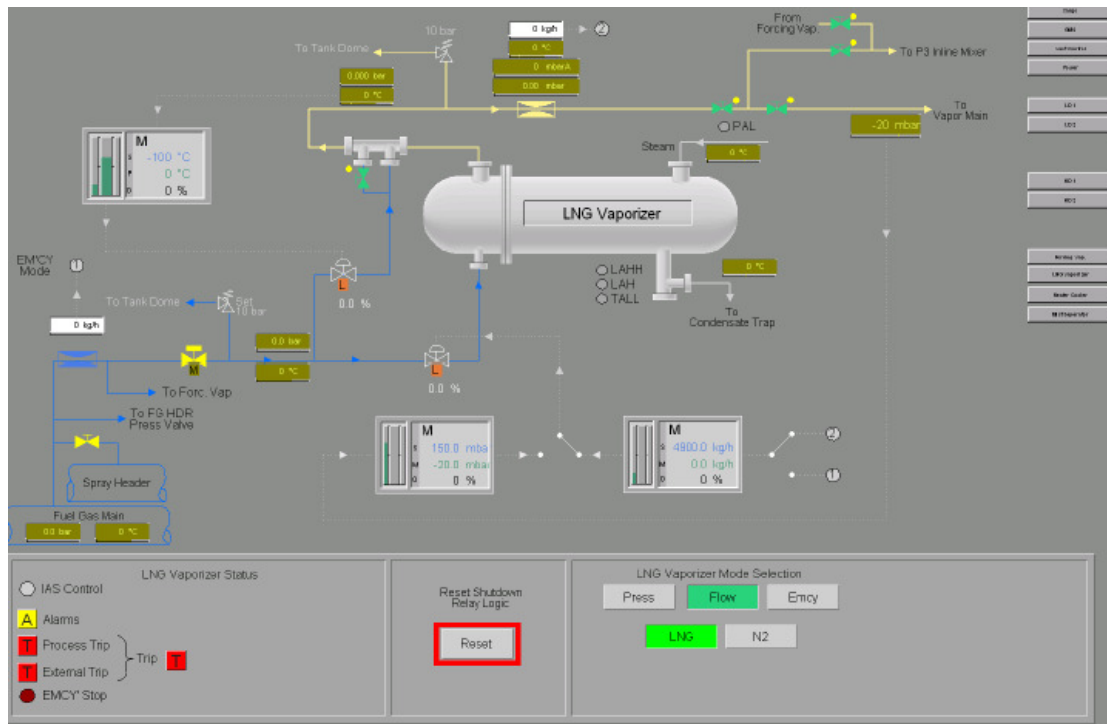 From
Forcing Vap.
10 bar
0 kg/h
2
To Tank Dome
0 °C
To P3 Inline Mixer
0.000 bar
0 mbarA
0 °C
0.00 mbar
To
Vapor Main
PAL
-20 mbar
M
S -100 °C
P 0 °C
O 0 %
Steam
0 °C
LNG Vaporizer
EM'CY
Mode
1
LAHH
LAH
TALL
0 °C
L
0.0 %
To Tank Dome
Set
10 bar
To
Condensate Trap
0 kg/h
0.0 bar
M
0 °C
L
0.0 %
To Forc. Vap
To FG HDR
Press Valve
M
S 150.0 mba
M -20.0 mba
O 0 %
M
S 4900.0 kg/h
M 0.0 kg/h
O 0 %
2
1
Spray Header
Fuel Gas Main
0.0 bar
0 °C
LNG Vaporizer Status
IAS Control
A Alarms
T Process Trip
Trip T
T External Trip
EMCY' Stop
Reset Shutdown
Relay Logic
Reset
LNG Vaporizer Mode Selection
Press
Flow
Emcy
LNG
N2